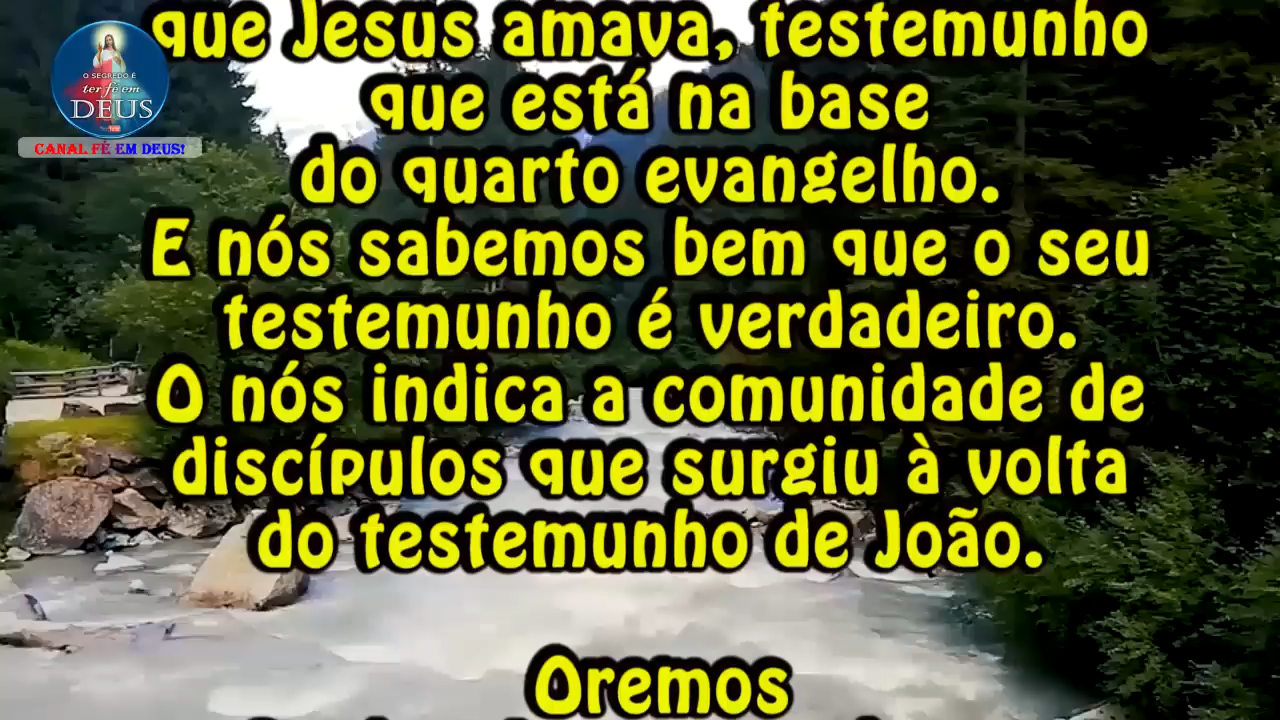 que Jesus amava, testemunho
que está na base
do quarto evangelho.
E nós sabemos bem que o seu
testemunho é verdadeiro.
O nós indica a comunidade de
discípulos que surgiu à volta
do testemunho de João.
Oremos
O SEGREDO É
ter fé em
DEUS
CANAL FÉ EM DEUS!